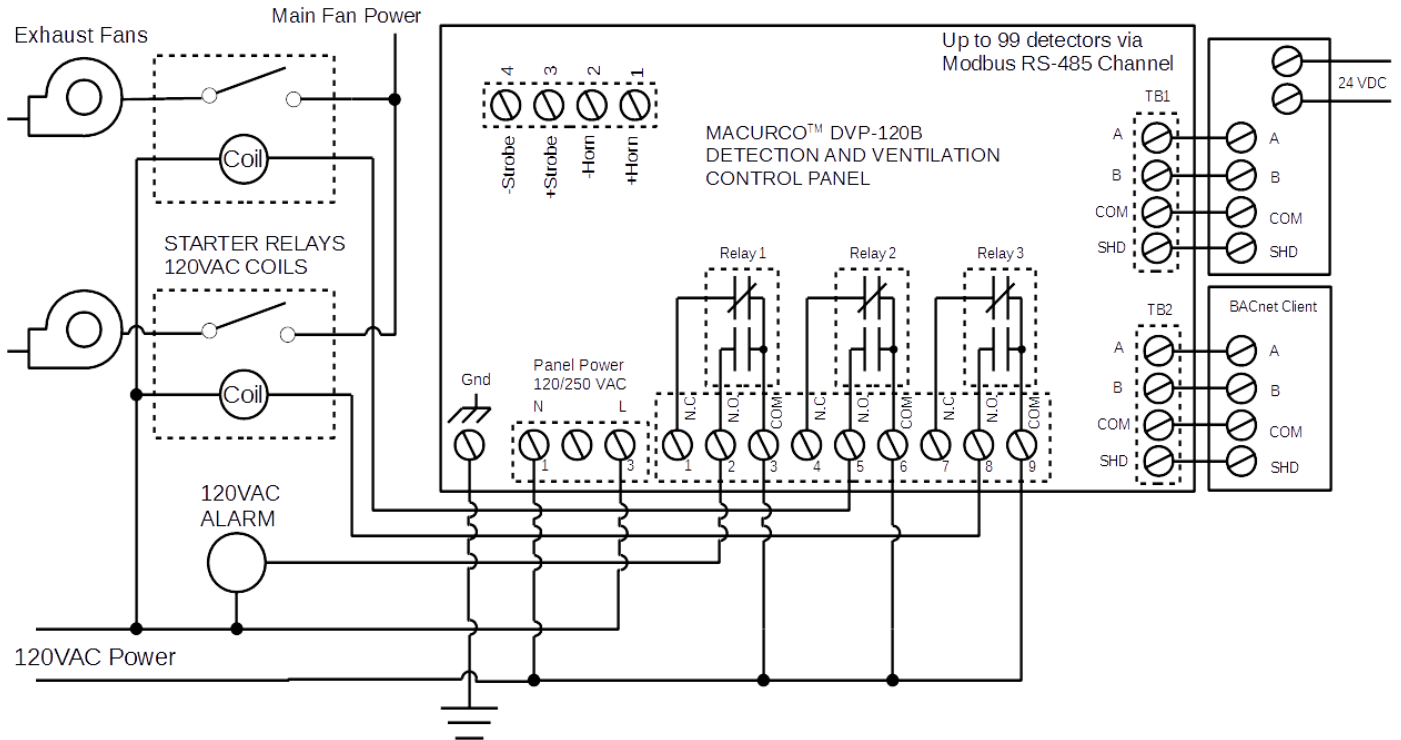 Main Fan Power
Exhaust Fans
Coil
STARTER RELAYS
120VAC COILS
Coil
120VAC
ALARM
120VAC Power
4
3
2
1
-Strobe
+Strobe
-Horn
+Horn
MACURCO™ DVP-120B
DETECTION AND VENTILATION
CONTROL PANEL
Up to 99 detectors via
Modbus RS-485 Channel
TB1
A
B
COM
SHD
24 VDC
A
B
COM
SHD
Relay 1
Relay 2
Relay 3
TB2
A
B
COM
SHD
BACnet Client
A
B
COM
SHD
Gnd
Panel Power
120/250 VAC
N
L
1
3
N.C.
N.O.
COM
N.C.
N.O.
COM
N.C.
N.O.
COM
1
2
3
4
5
6
7
8
9